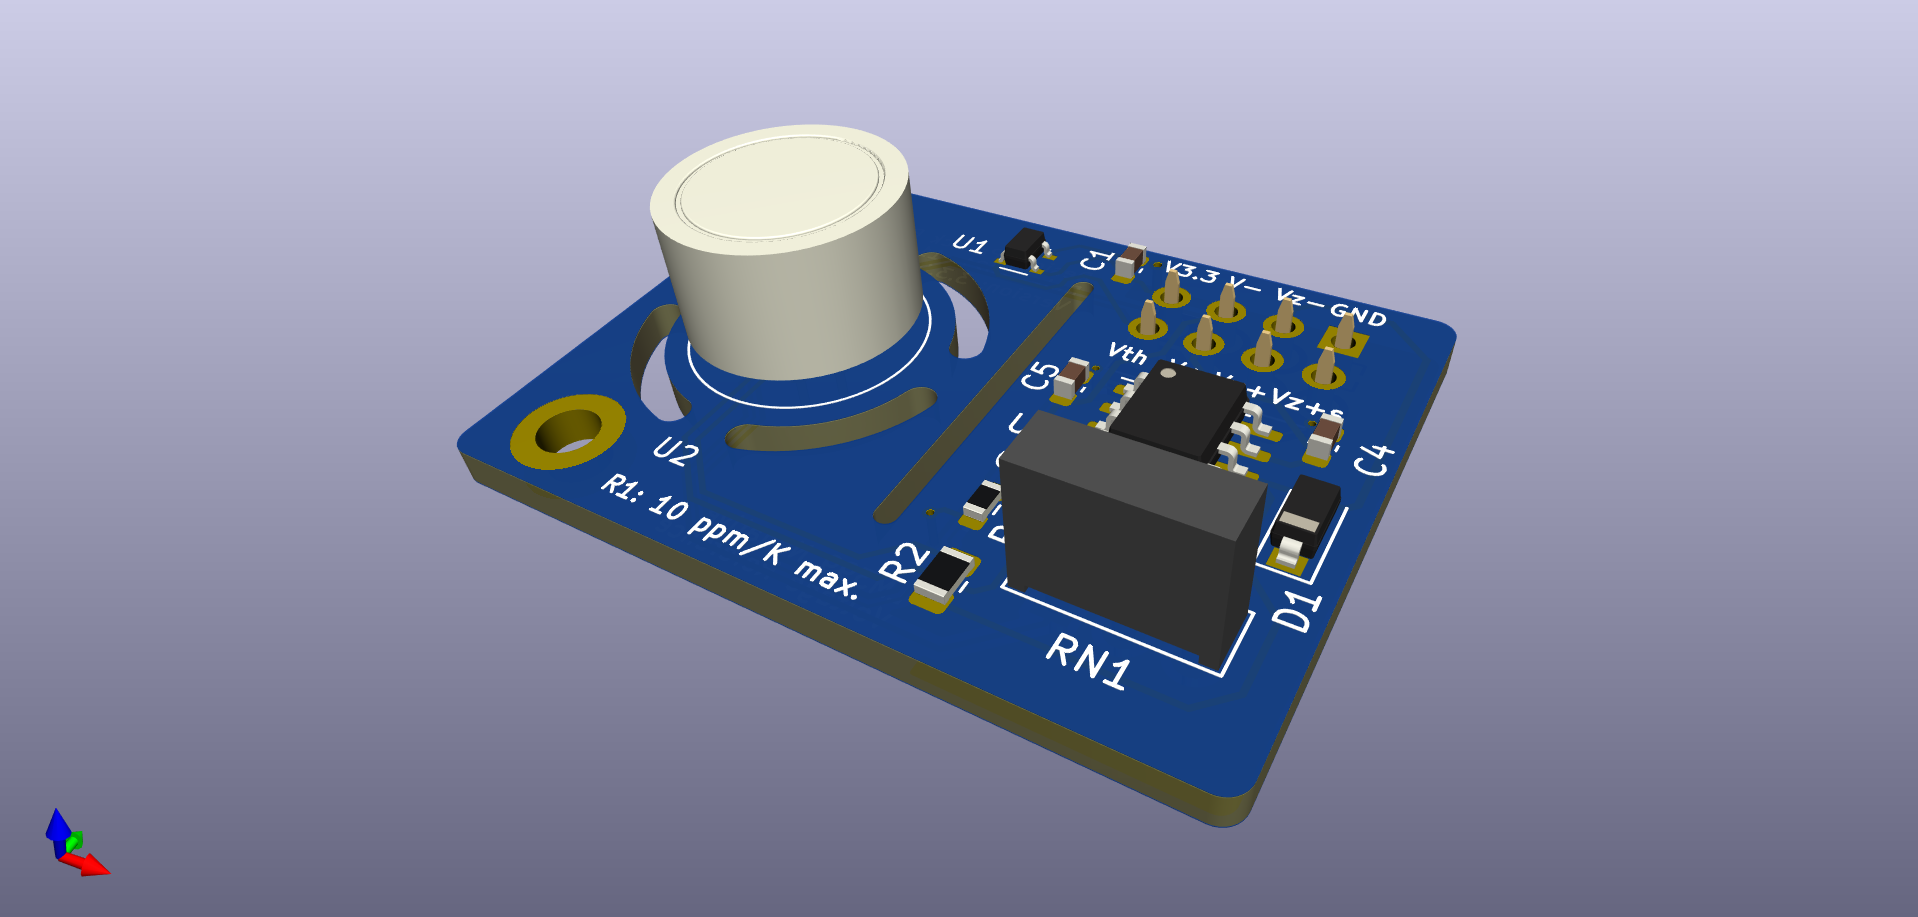 U1
C1
V3.3 V- Vz- GND
Vth
+ Vz+s
C5
C4
U2
R1: 10 ppm/K max.
R2
D1
RN1